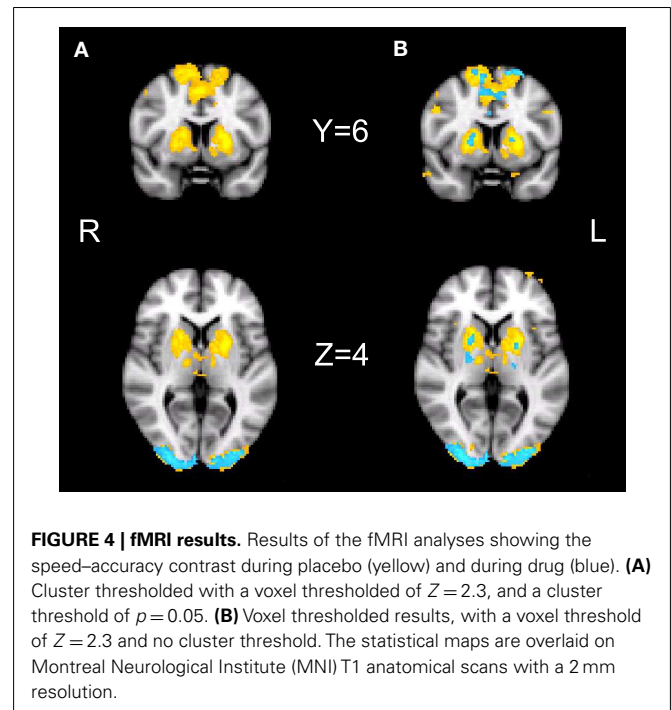 A
B
Y=6
R
L
Z=4
FIGURE 4 | fMRI results. Results of the fMRI analyses showing the
speed–accuracy contrast during placebo (yellow) and during drug (blue). (A)
Cluster thresholded with a voxel thresholded of Z = 2.3, and a cluster
threshold of p = 0.05. (B) Voxel thresholded results, with a voxel threshold
of Z = 2.3 and no cluster threshold. The statistical maps are overlaid on
Montreal Neurological Institute (MNI) T1 anatomical scans with a 2 mm
resolution.